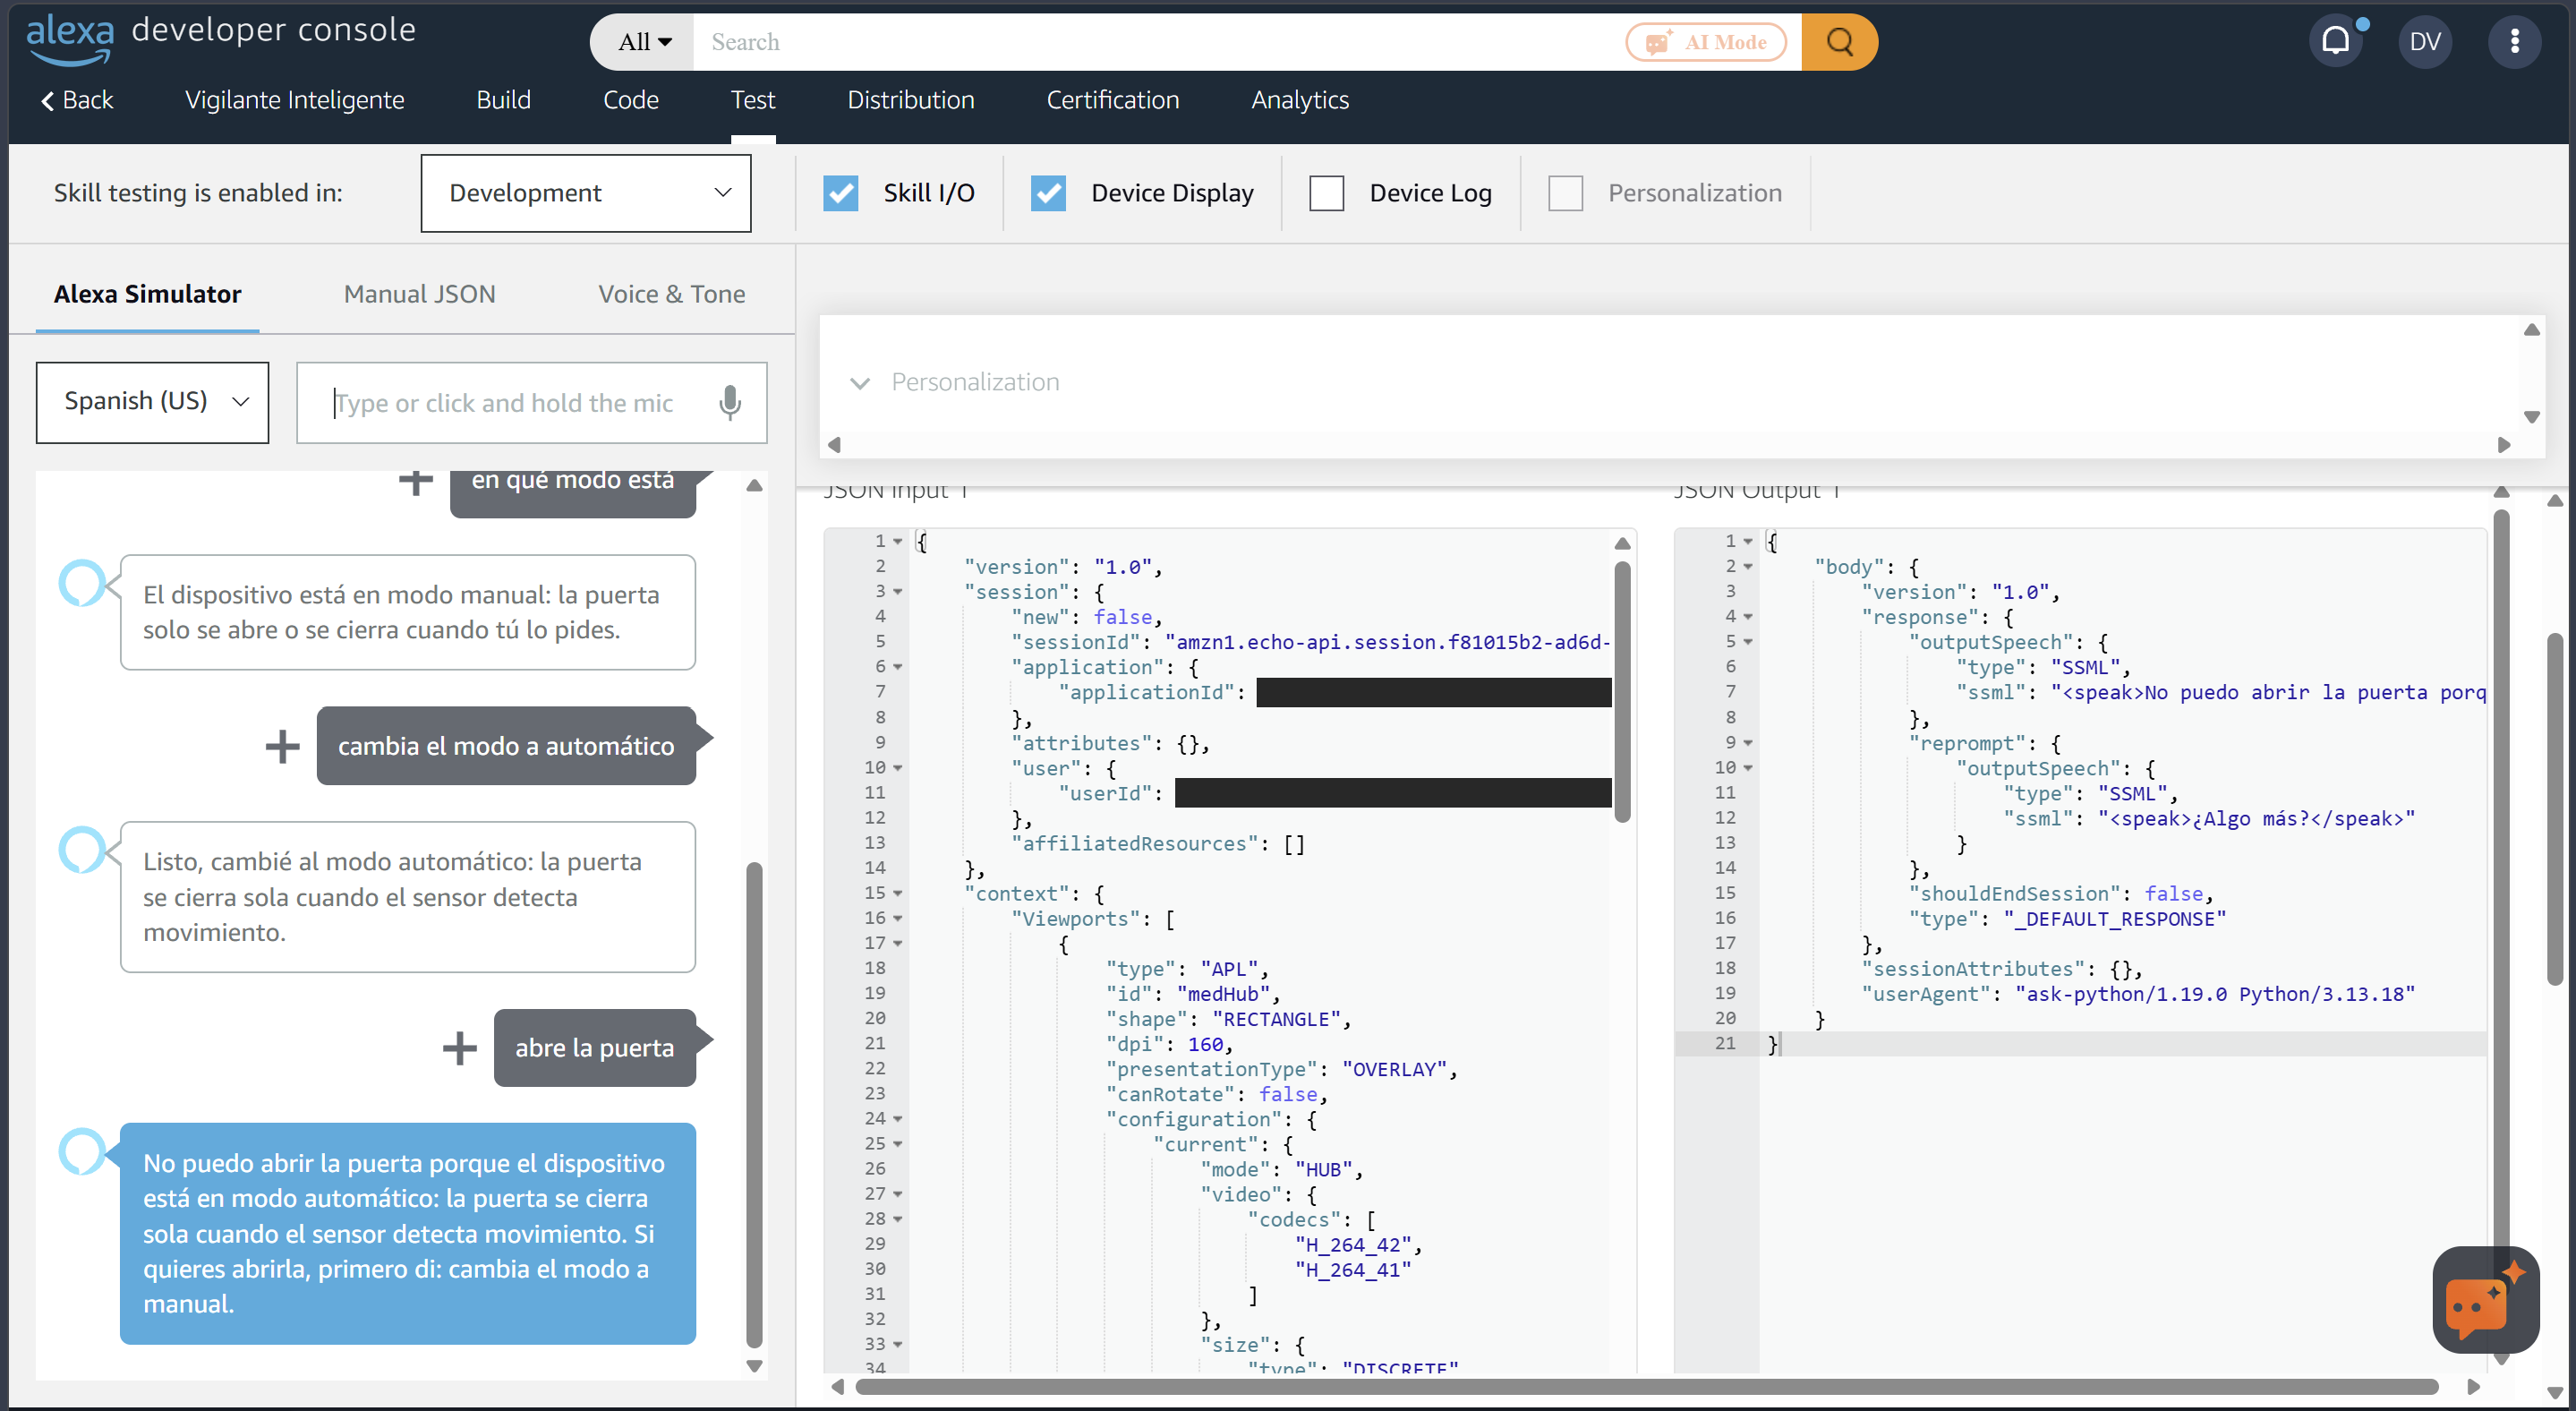 alexa developer console
All
Search
AI Mode
DV
Back
Vigilante Inteligente
Build
Code
Test
Distribution
Certification
Analytics
Skill testing is enabled in:
Development
Skill I/O
Device Display
Device Log
Personalization
Alexa Simulator
Manual JSON
Voice & Tone
Spanish (US)
Type or click and hold the mic
en qué modo está
El dispositivo está en modo manual: la puerta
solo se abre o se cierra cuando tú lo pides.
cambia el modo a automático
Listo, cambié al modo automático: la puerta
se cierra sola cuando el sensor detecta
movimiento.
abre la puerta
No puedo abrir la puerta porque el dispositivo
está en modo automático: la puerta se cierra
sola cuando el sensor detecta movimiento. Si
quieres abrirla, primero di: cambia el modo a
manual.
Personalization
JSON Input 1
1 {
2 "version": "1.0",
3 "session": {
4 "new": false,
5 "sessionId": "amzn1.echo-api.session.f81015b2-ad6d-
6 "application": {
7 "applicationId":
8 },
9 "attributes": {},
10 "user": {
11 "userId":
12 },
13 "affiliatedResources": []
14 },
15 "context": {
16 "Viewports": [
17 {
18 "type": "APL",
19 "id": "medHub",
20 "shape": "RECTANGLE",
21 "dpi": 160,
22 "presentationType": "OVERLAY",
23 "canRotate": false,
24 "configuration": {
25 "current": {
26 "mode": "HUB",
27 "video": {
28 "codecs": [
29 "H_264_42",
30 "H_264_41"
31 ]
32 },
33 "size": {
34 "type": "DISCRETE"
JSON Output 1
1 {
2 "body": {
3 "version": "1.0",
4 "response": {
5 "outputSpeech": {
6 "type": "SSML",
7 "ssml": "<speak>No puedo abrir la puerta porq
8 },
9 "reprompt": {
10 "outputSpeech": {
11 "type": "SSML",
12 "ssml": "<speak>¿Algo más?</speak>"
13 }
14 },
15 "shouldEndSession": false,
16 "type": "_DEFAULT_RESPONSE"
17 },
18 "sessionAttributes": {},
19 "userAgent": "ask-python/1.19.0 Python/3.13.18"
20 }
21 }